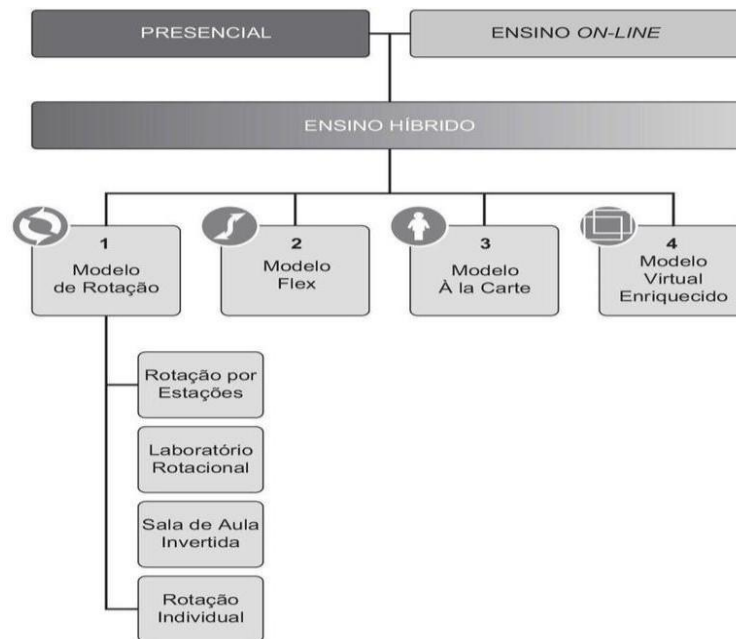 PRESENCIAL
ENSINO ON-LINE
ENSINO HÍBRIDO
1
Modelo
de Rotação
2
Modelo
Flex
3
Modelo
À la Carte
4
Modelo
Virtual
Enriquecido
Rotação por
Estações
Laboratório
Rotacional
Sala de Aula
Invertida
Rotação
Individual